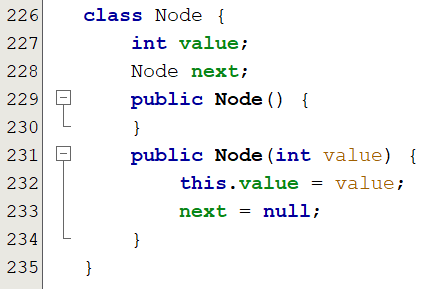 226 class Node {
227     int value;
228     Node next;
229     public Node() {
230     }
231     public Node(int value) {
232         this.value = value;
233         next = null;
234     }
235 }